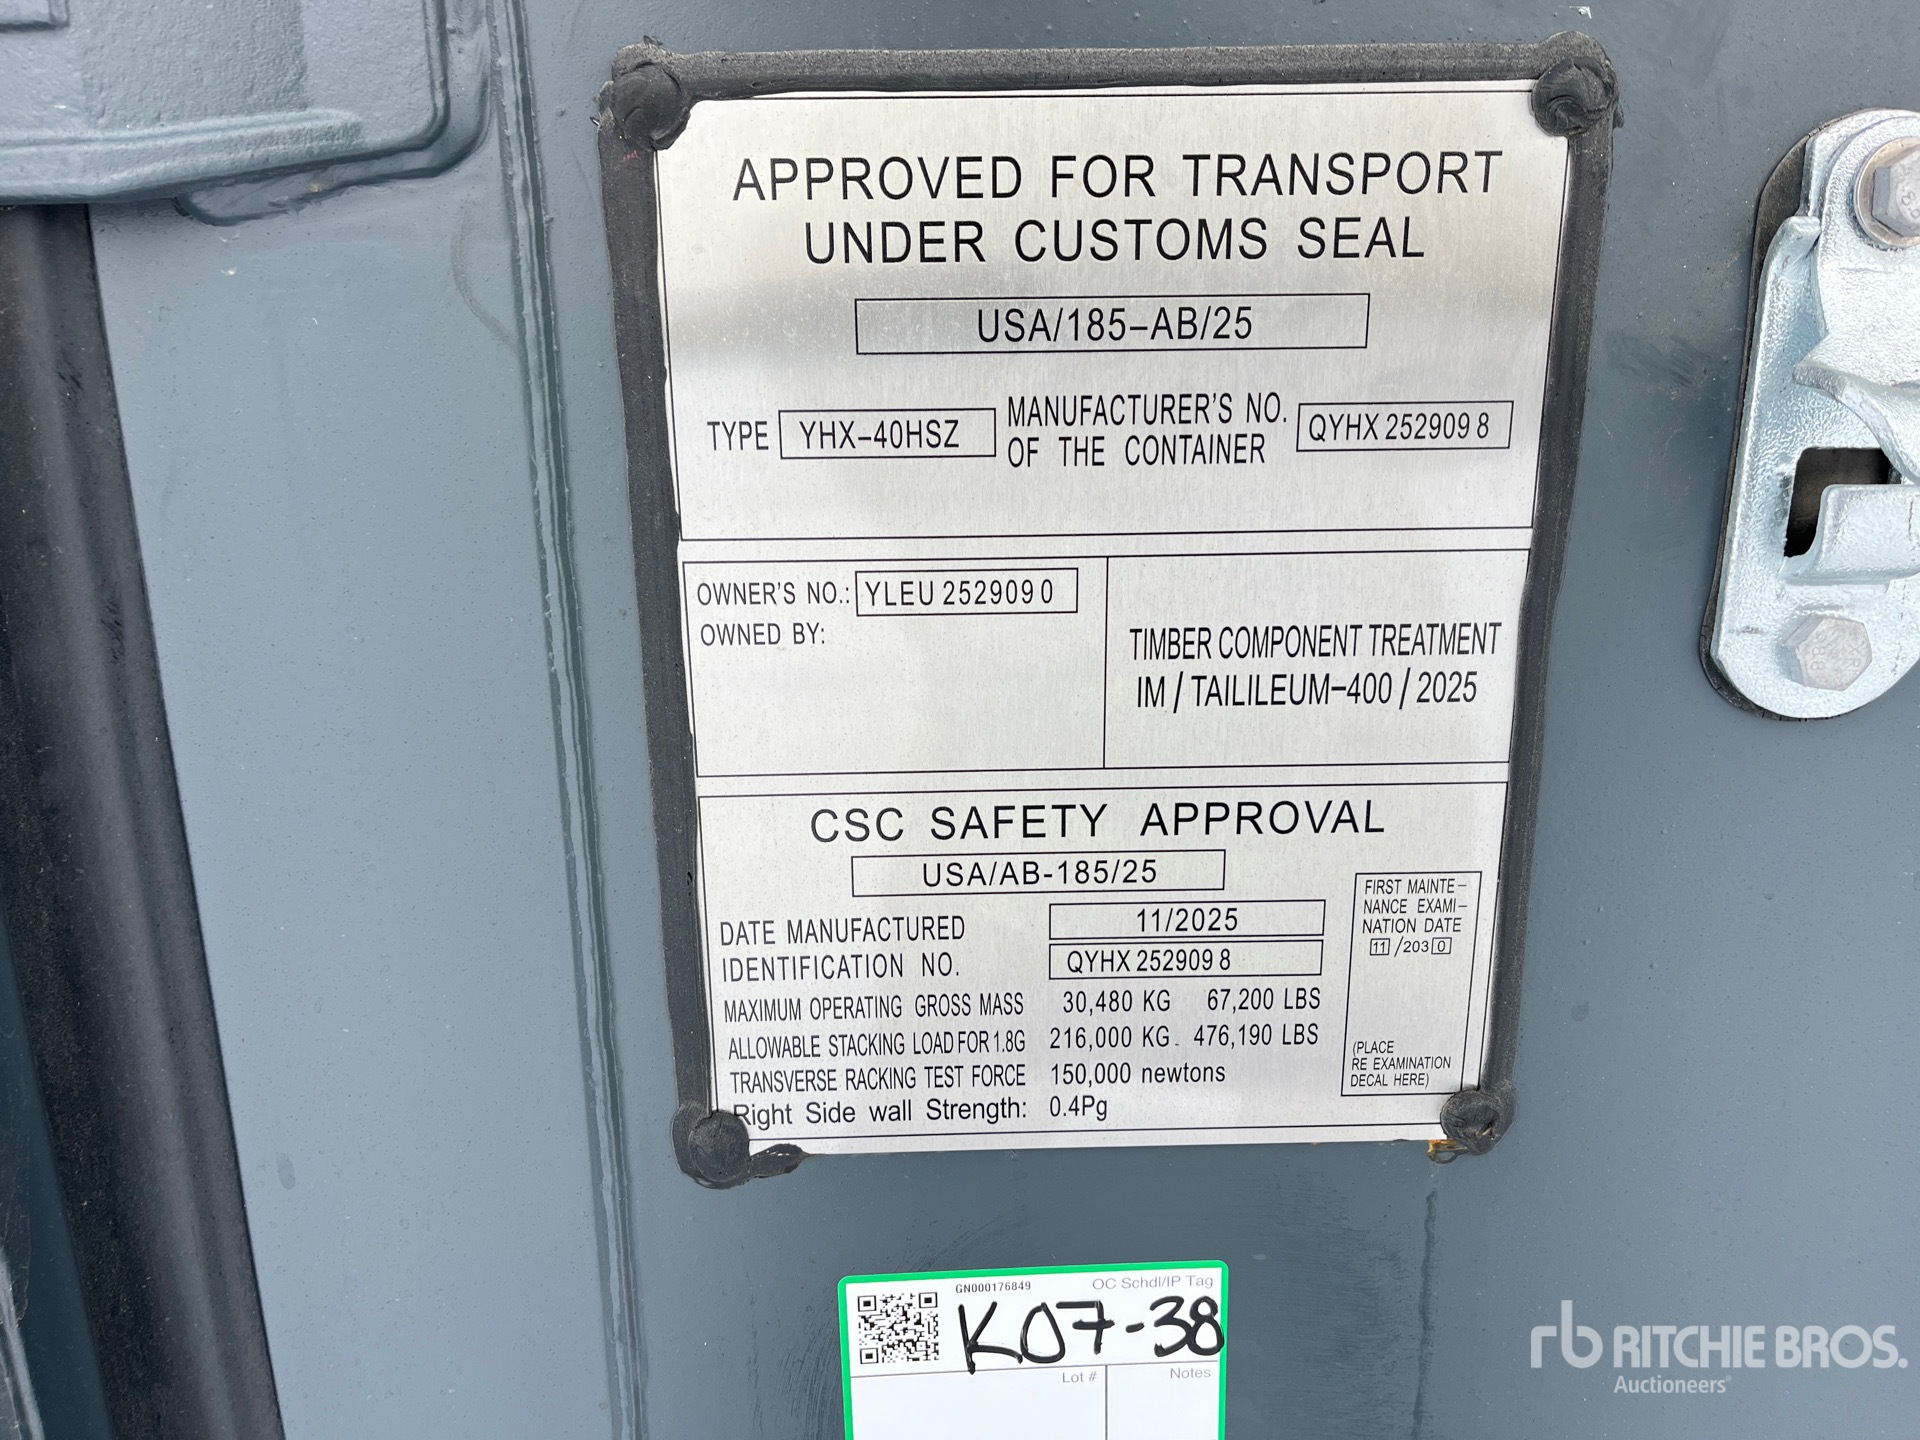 APPROVED FOR TRANSPORT
UNDER CUSTOMS SEAL
USA/185-AB/25
TYPE YHX-40HSZ
MANUFACTURER'S NO.
OF THE CONTAINER
QYHX 252909 8
OWNER'S NO.: YLEU 252909 0
OWNED BY:
TIMBER COMPONENT TREATMENT
IM / TAILILEUM-400 / 2025
CSC SAFETY APPROVAL
USA/AB-185/25
DATE MANUFACTURED 11/2025
IDENTIFICATION NO. QYHX 252909 8
MAXIMUM OPERATING GROSS MASS 30,480 KG 67,200 LBS
ALLOWABLE STACKING LOAD FOR 1.8G 216,000 KG 476,190 LBS
TRANSVERSE RACKING TEST FORCE 150,000 newtons
Right Side wall Strength: 0.4Pg
FIRST MAINTE-
NANCE EXAMI-
NATION DATE
11 /203 0
(PLACE
RE EXAMINATION
DECAL HERE)
GN000176849 OC Schdl/IP Tag
K07-38
Lot # Notes
rb RITCHIE BROS.
Auctioneers